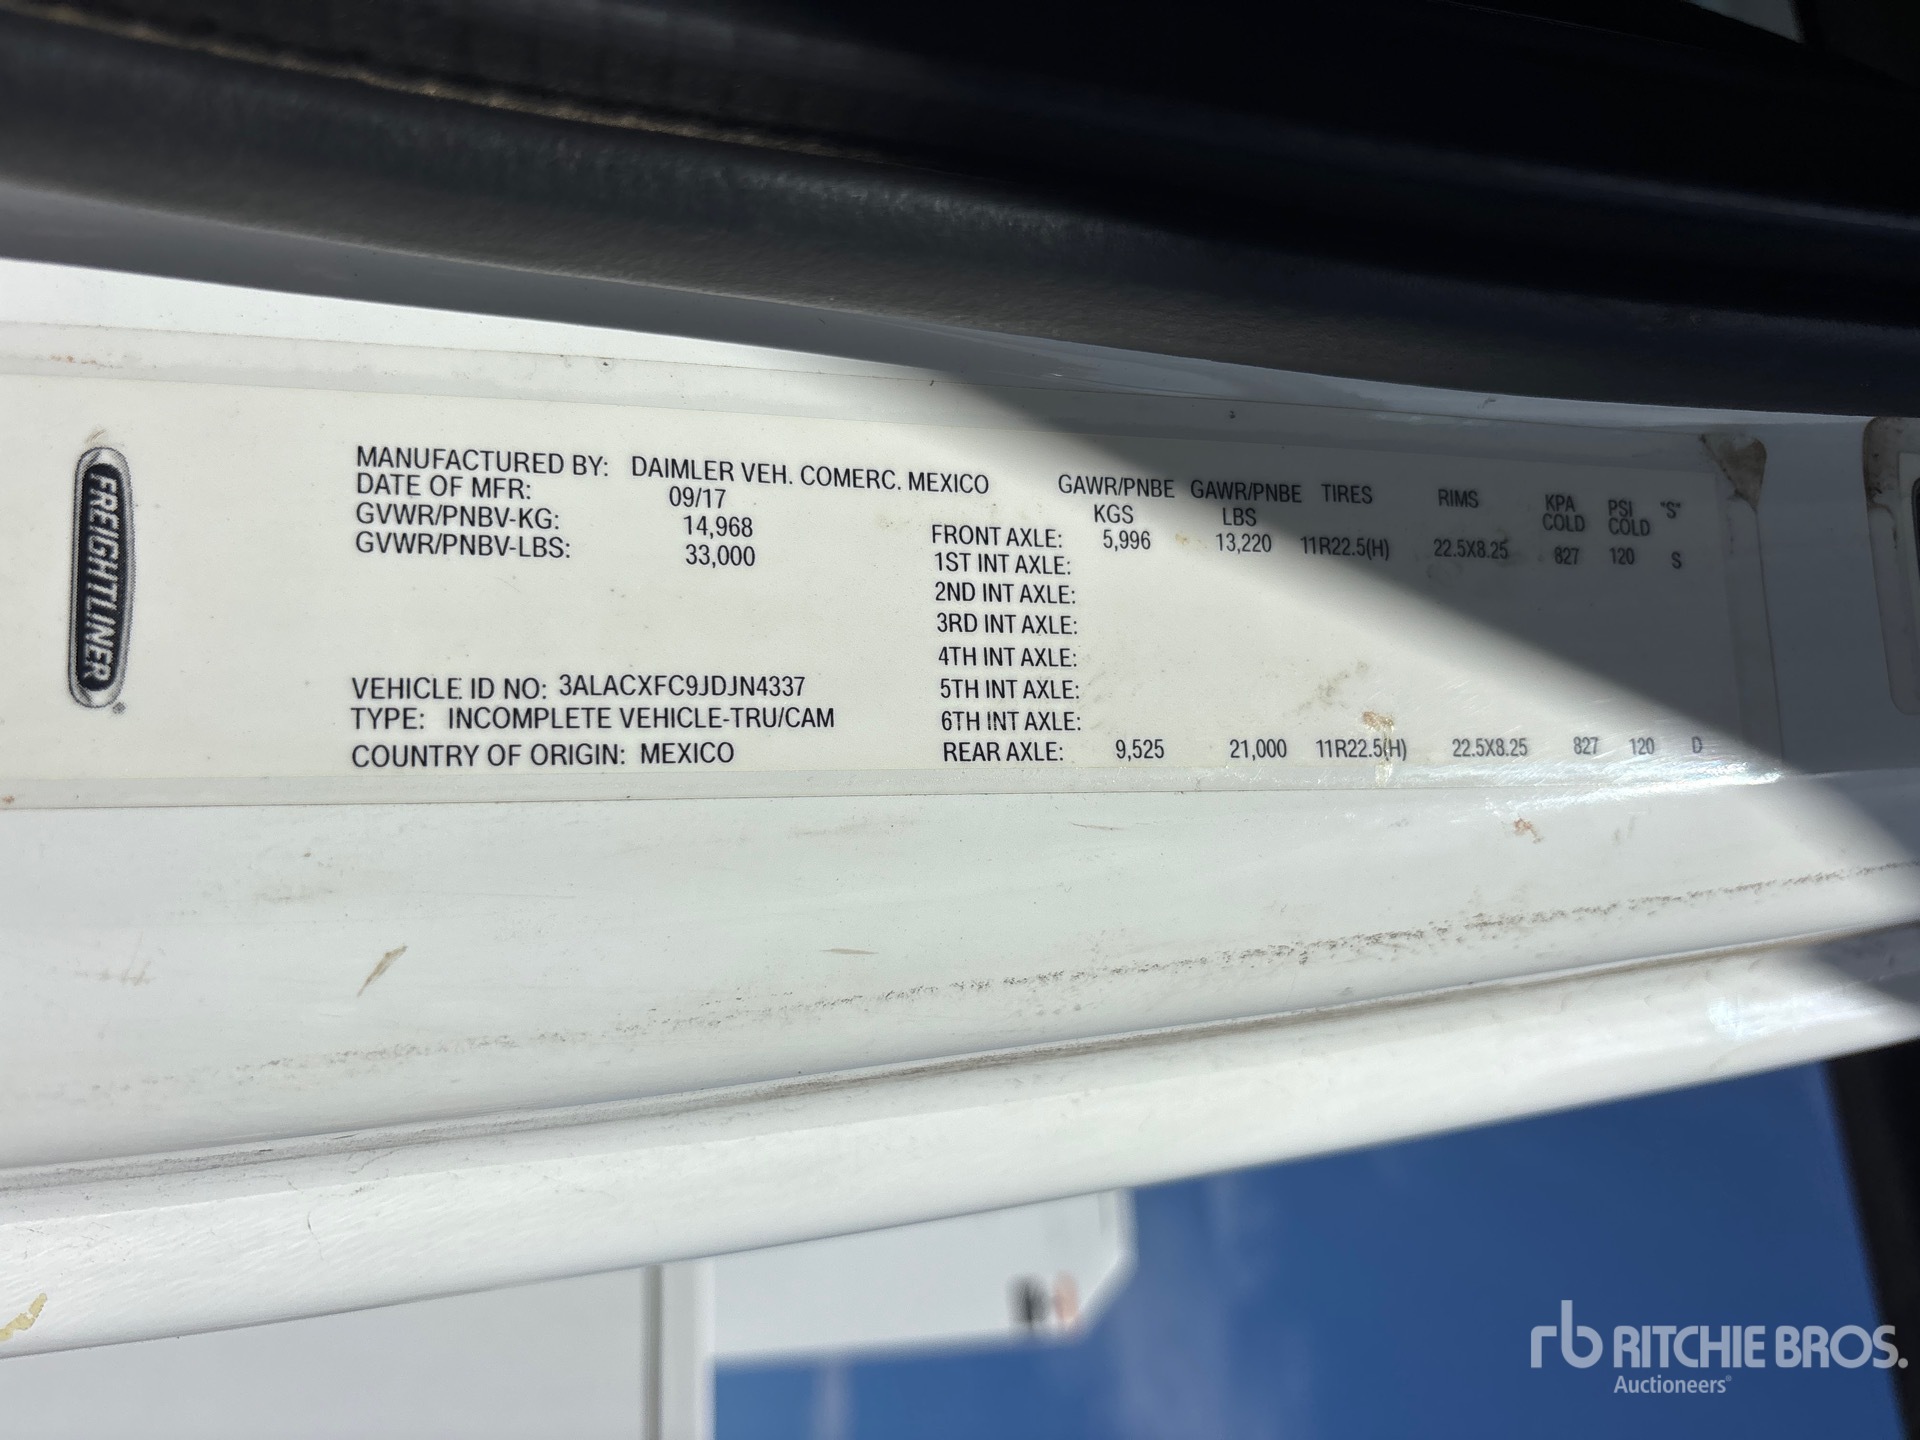 FREIGHTLINER®
MANUFACTURED BY: DAIMLER VEH. COMERC. MEXICO
DATE OF MFR: 09/17
GVWR/PNBV-KG: 14,968
GVWR/PNBV-LBS: 33,000
VEHICLE ID NO: 3ALACXFC9JDJN4337
TYPE: INCOMPLETE VEHICLE-TRU/CAM
COUNTRY OF ORIGIN: MEXICO
GAWR/PNBE GAWR/PNBE TIRES RIMS KPA PSI "S"
KGS LBS COLD COLD
FRONT AXLE: 5,996 13,220 11R22.5(H) 22.5X8.25 827 120 S
1ST INT AXLE:
2ND INT AXLE:
3RD INT AXLE:
4TH INT AXLE:
5TH INT AXLE:
6TH INT AXLE:
REAR AXLE: 9,525 21,000 11R22.5(H) 22.5X8.25 827 120 D
rb RITCHIE BROS.
Auctioneers®